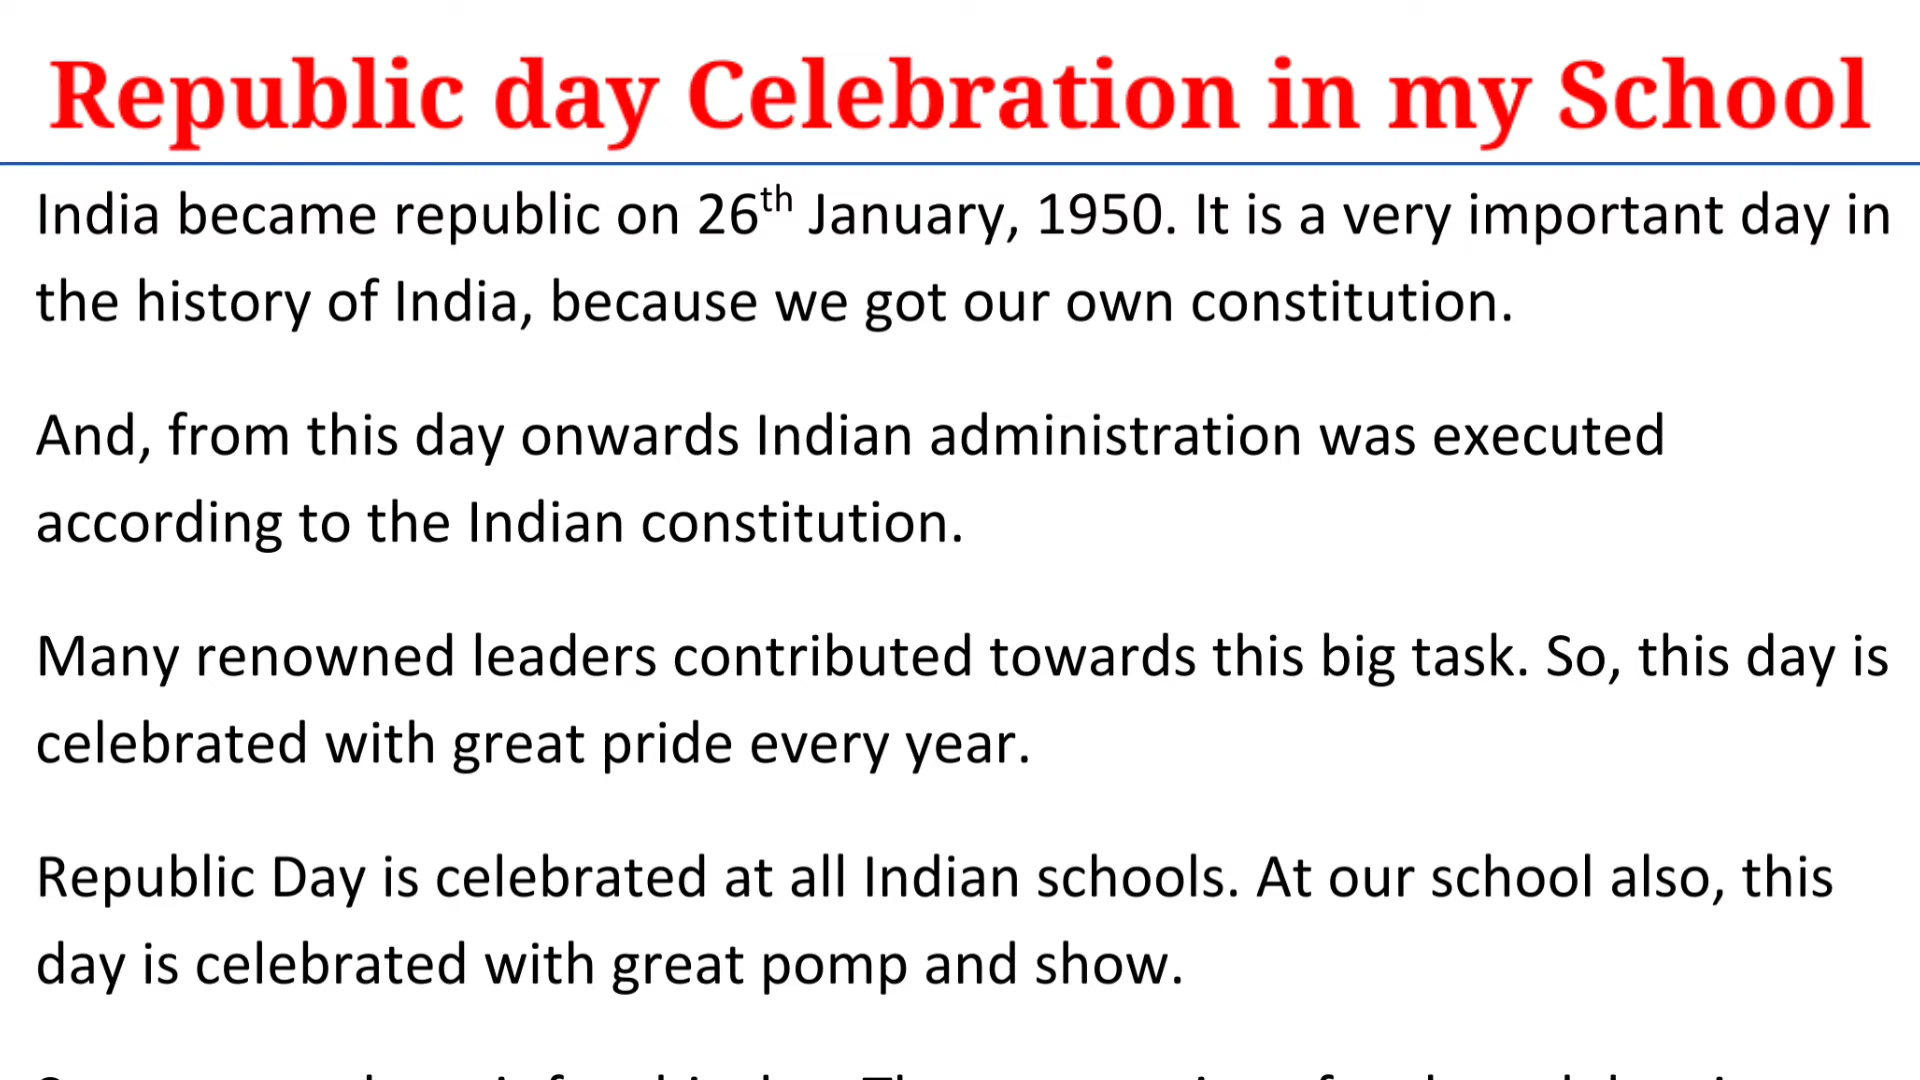 Republic day Celebration in my School
India became republic on 26th January, 1950. It is a very important day in
the history of India, because we got our own constitution.
And, from this day onwards Indian administration was executed
according to the Indian constitution.
Many renowned leaders contributed towards this big task. So, this day is
celebrated with great pride every year.
Republic Day is celebrated at all Indian schools. At our school also, this
day is celebrated with great pomp and show.